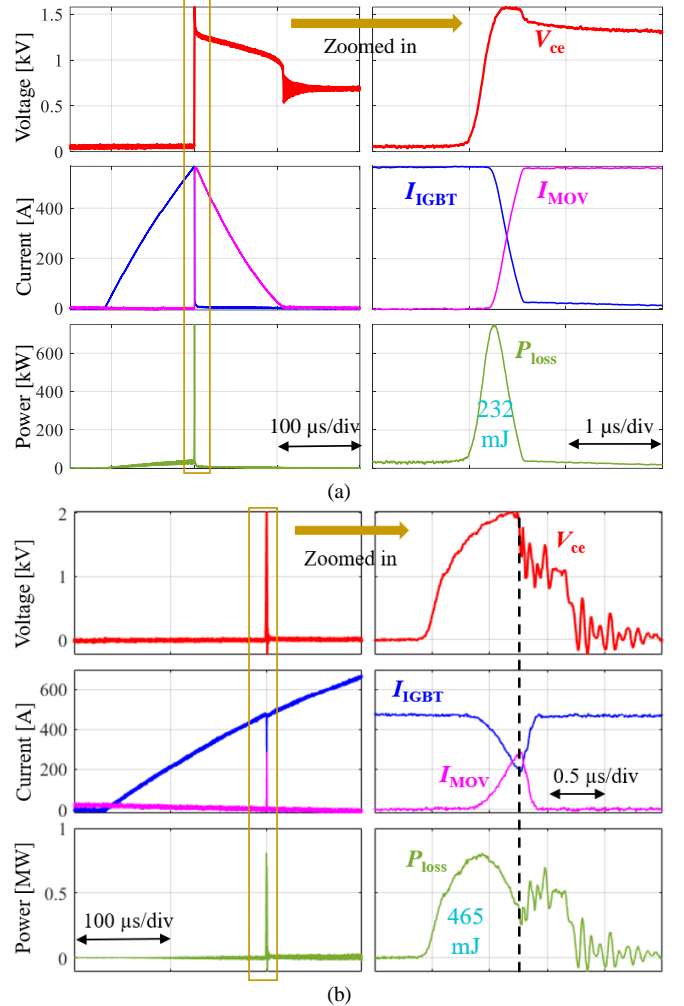 1.5
1
0.5
0
Voltage [kV]
Zoomed in
V_ce
400
200
0
Current [A]
I_IGBT
I_MOV
600
400
200
0
Power [kW]
100 μs/div
P_loss
232
mJ
1 μs/div
(a)
2
1
0
Voltage [kV]
Zoomed in
V_ce
600
400
200
0
Current [A]
I_IGBT
I_MOV
0.5 μs/div
1
0.5
0
Power [MW]
100 μs/div
P_loss
465
mJ
(b)